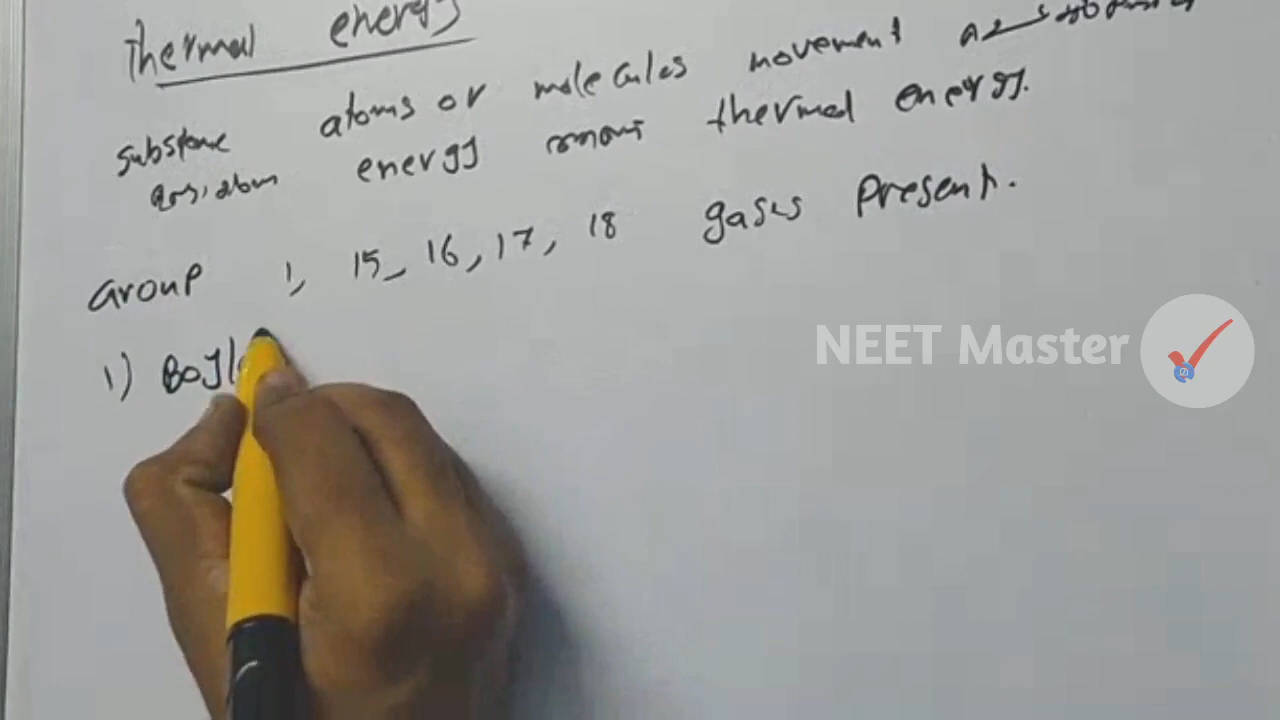 thermal energy
substance atoms or molecules movement
energy thermal energy.
Group 1, 15, 16, 17, 18 gases present.
1) Boyl
NEET Master